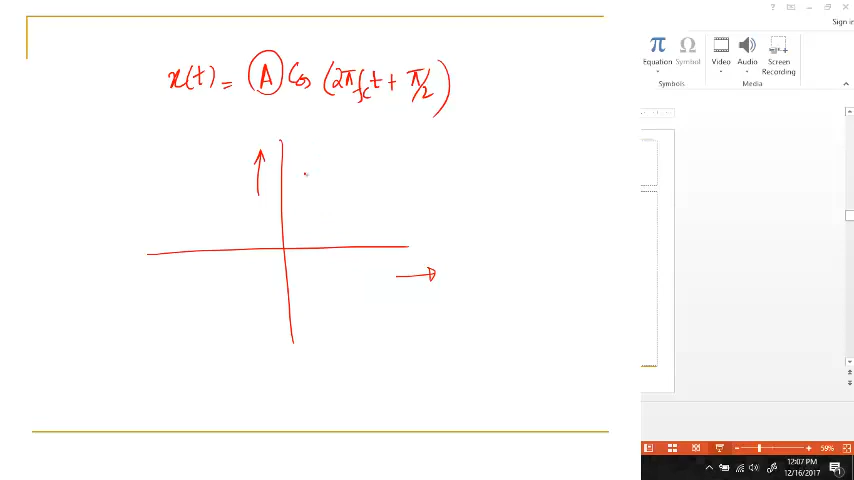 Sign in
x(t) = A Cos (2πfct + π/2)
Equation Symbol Video Audio Screen Recording
Symbols Media
59%
12:07 PM
12/16/2017